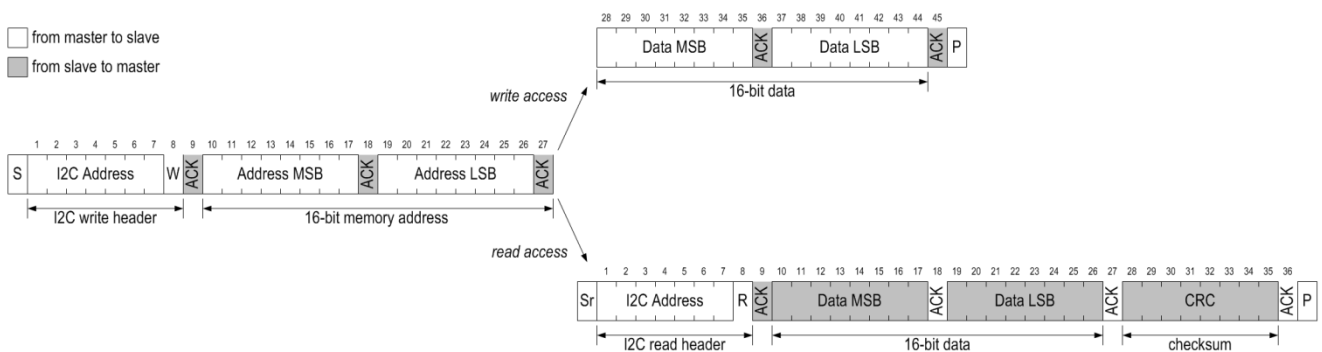 28 29 30 31 32 33 34 35 36 37 38 39 40 41 42 43 44 45
from master to slave
Data MSB ACK Data LSB ACK P
from slave to master
16-bit data
write access
1 2 3 4 5 6 7 8 9 10 11 12 13 14 15 16 17 18 19 20 21 22 23 24 25 26 27
S I2C Address W ACK Address MSB ACK Address LSB ACK
I2C write header 16-bit memory address
read access
1 2 3 4 5 6 7 8 9 10 11 12 13 14 15 16 17 18 19 20 21 22 23 24 25 26 27 28 29 30 31 32 33 34 35 36
Sr I2C Address R ACK Data MSB ACK Data LSB ACK CRC ACK P
I2C read header 16-bit data checksum